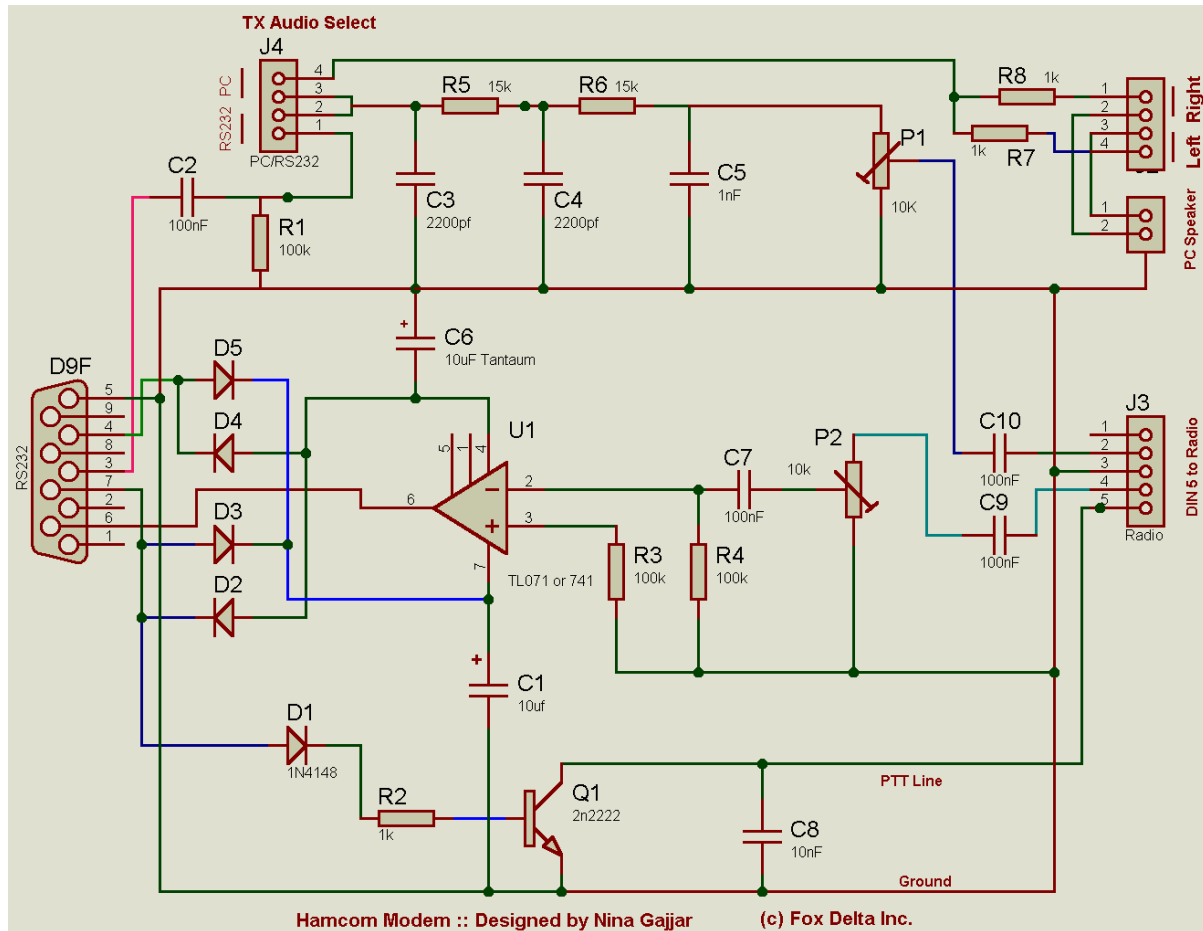 TX Audio Select
J4
RS232 PC
4
3
2
1
PC/RS232
R5 15k
R6 15k
R8 1k
1k R7
1
2
3
4
Left Right
P1
10K
C2
100nF
R1
100k
C3
2200pf
C4
2200pf
C5
1nF
1
2
PC Speaker
C6
+
10uF Tantaum
D9F
RS232
5
9
4
8
3
7
2
6
1
D5
D4
D3
D2
U1
5
1
4
6
2
3
7
TL071 or 741
C7
100nF
P2
10k
R3
100k
R4
100k
C10
100nF
C9
100nF
J3
1
2
3
4
5
Radio
DIN 5 to Radio
+
C1
10uf
D1
1N4148
R2
1k
Q1
2n2222
PTT Line
C8
10nF
Ground
Hamcom Modem :: Designed by Nina Gajjar (c) Fox Delta Inc.